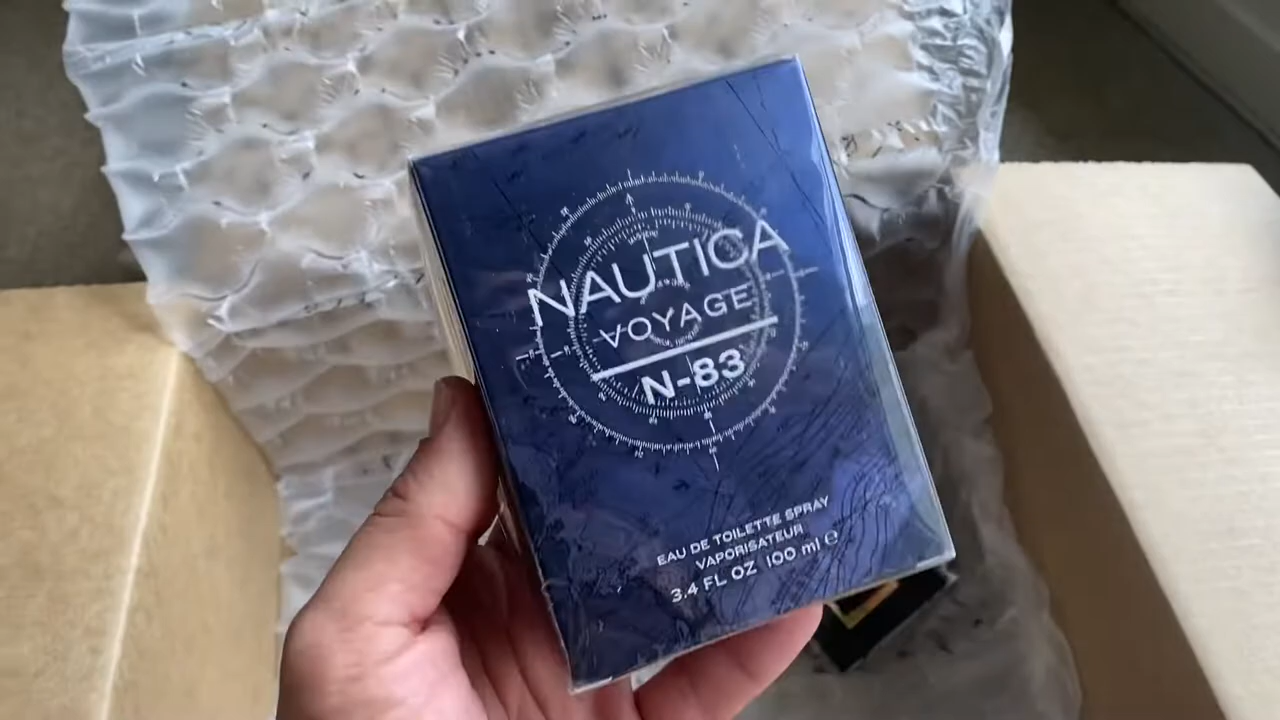 NAUTICA
VOYAGE
N-83
EAU DE TOILETTE SPRAY
VAPORISATEUR
3.4 FL OZ 100 ml ℮